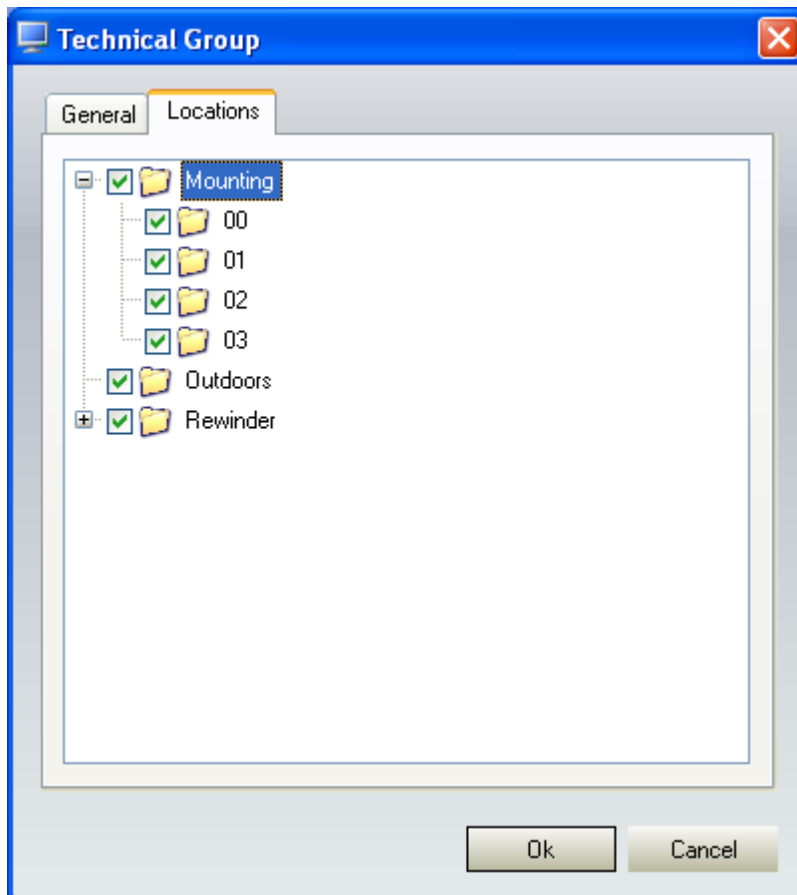 Technical Group
General Locations
Mounting
00
01
02
03
Outdoors
Rewinder
Ok Cancel